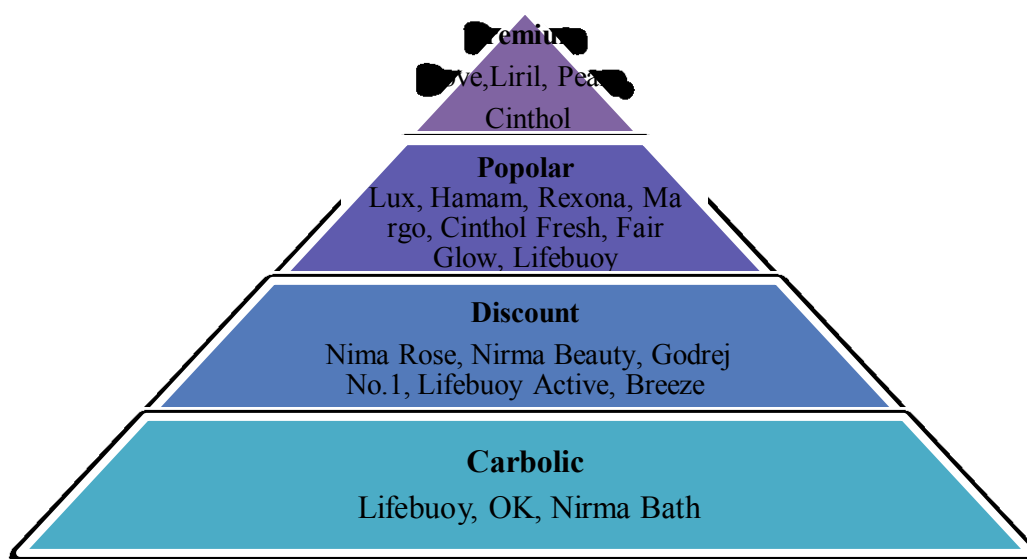 Premium
Liril,
Cinthol
Popolar
Lux, Hamam, Rexona, Ma
rgo, Cinthol Fresh, Fair
Glow, Lifebuoy
Discount
Nima Rose, Nirma Beauty, Godrej
No.1, Lifebuoy Active, Breeze
Carbolic
Lifebuoy, OK, Nirma Bath